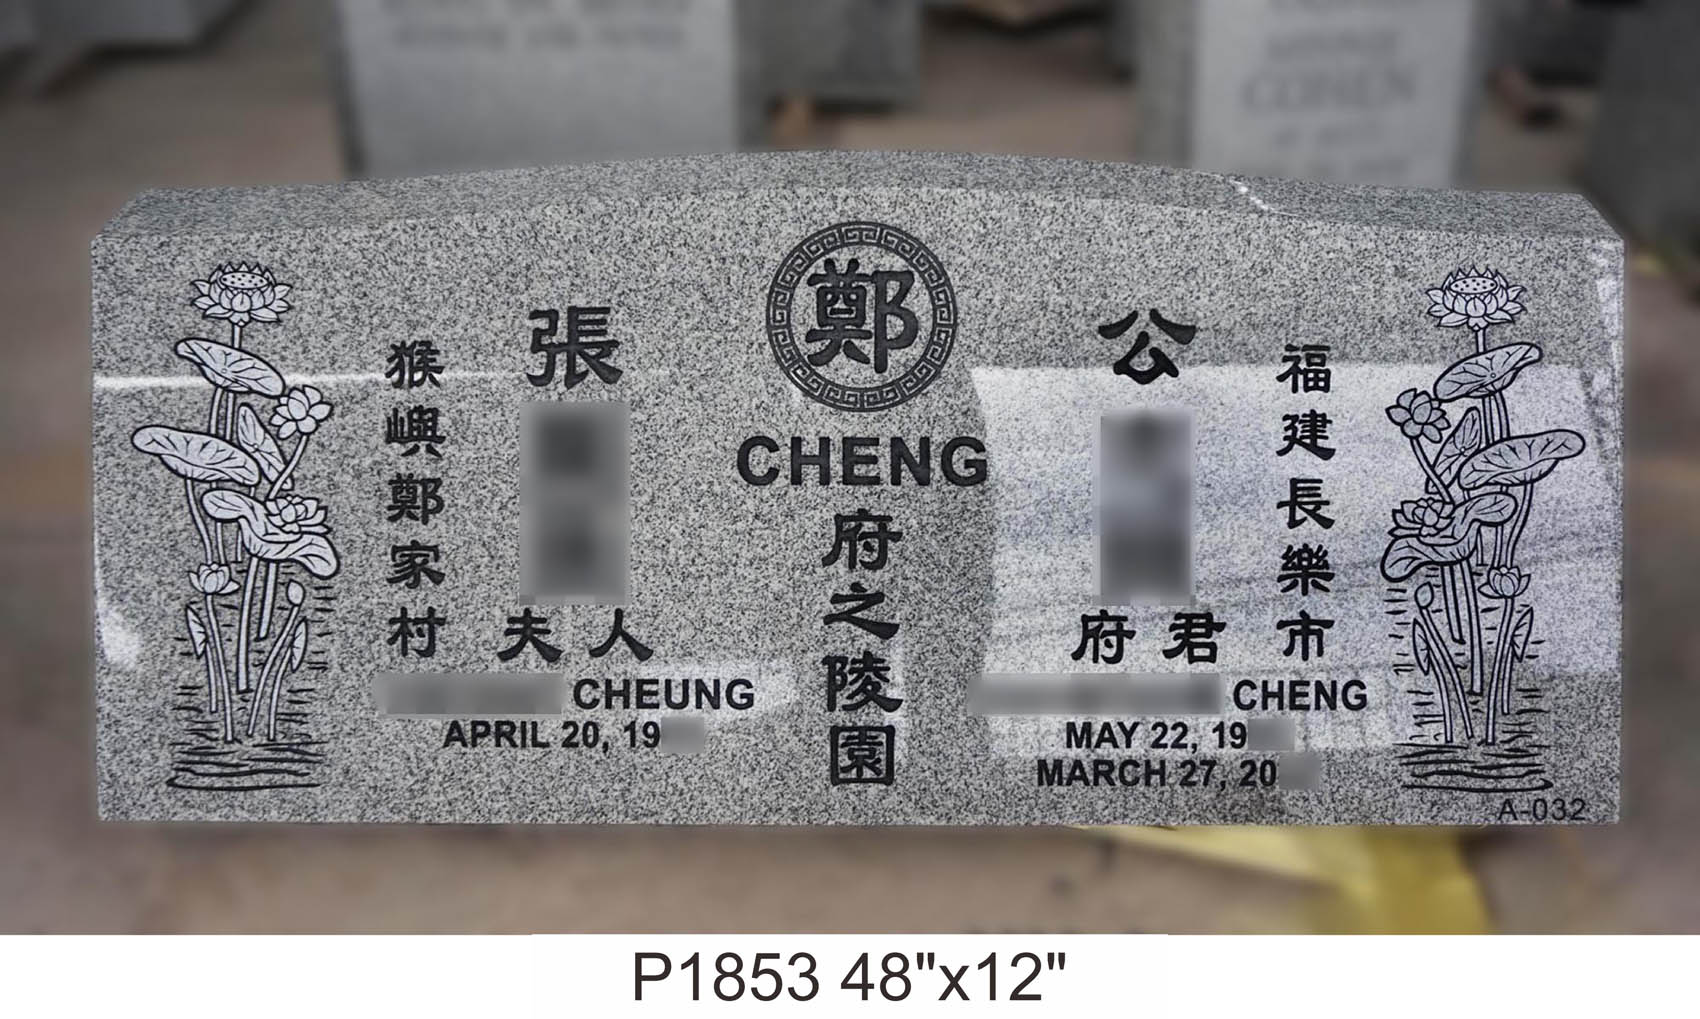 鄭
CHENG
府之陵園
公
府君
福建長樂市
CHENG
MAY 22, 19
MARCH 27, 20
張
夫人
猴嶼鄭家村
CHEUNG
APRIL 20, 19
A-032
COHEN
P1853 48"x12"